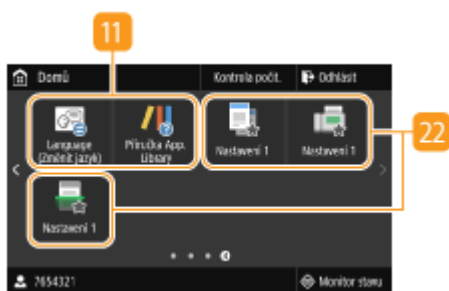 11
Domů
Kontrola počit.
Odhlásit
Language
(Změnit jazyk)
Příručka App.
Library
Nastavení 1
Nastavení 1
22
Nastavení 1
7654321
Monitor stavu